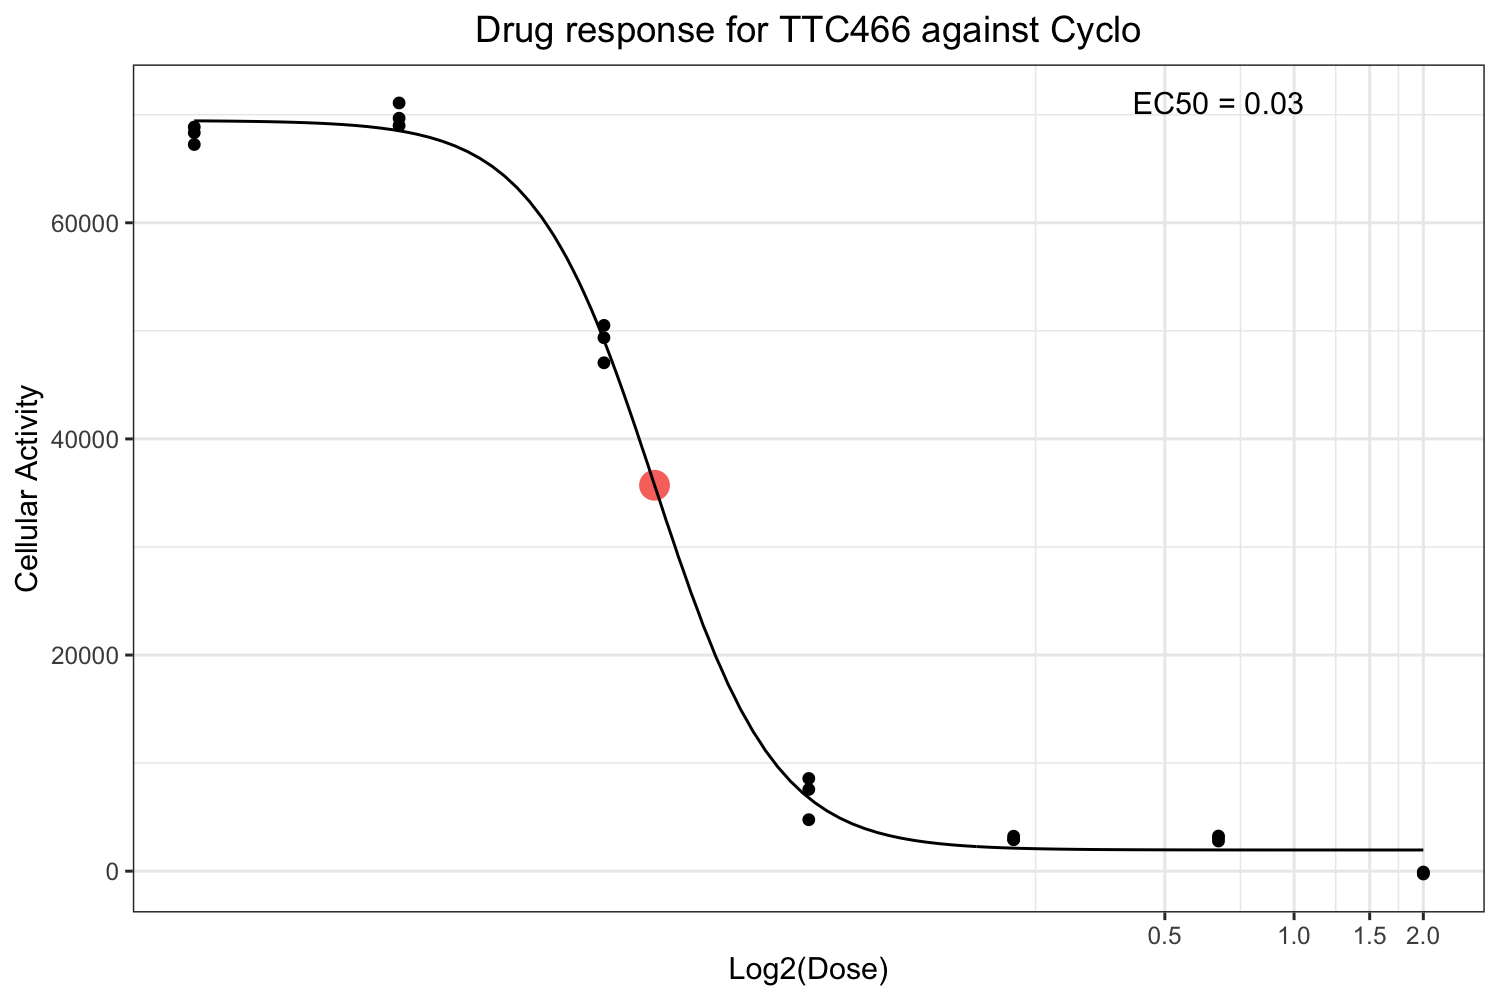 Drug response for TTC466 against Cyclo
EC50 = 0.03
Cellular Activity
60000
40000
20000
0
0.5 1.0 1.5 2.0
Log2(Dose)